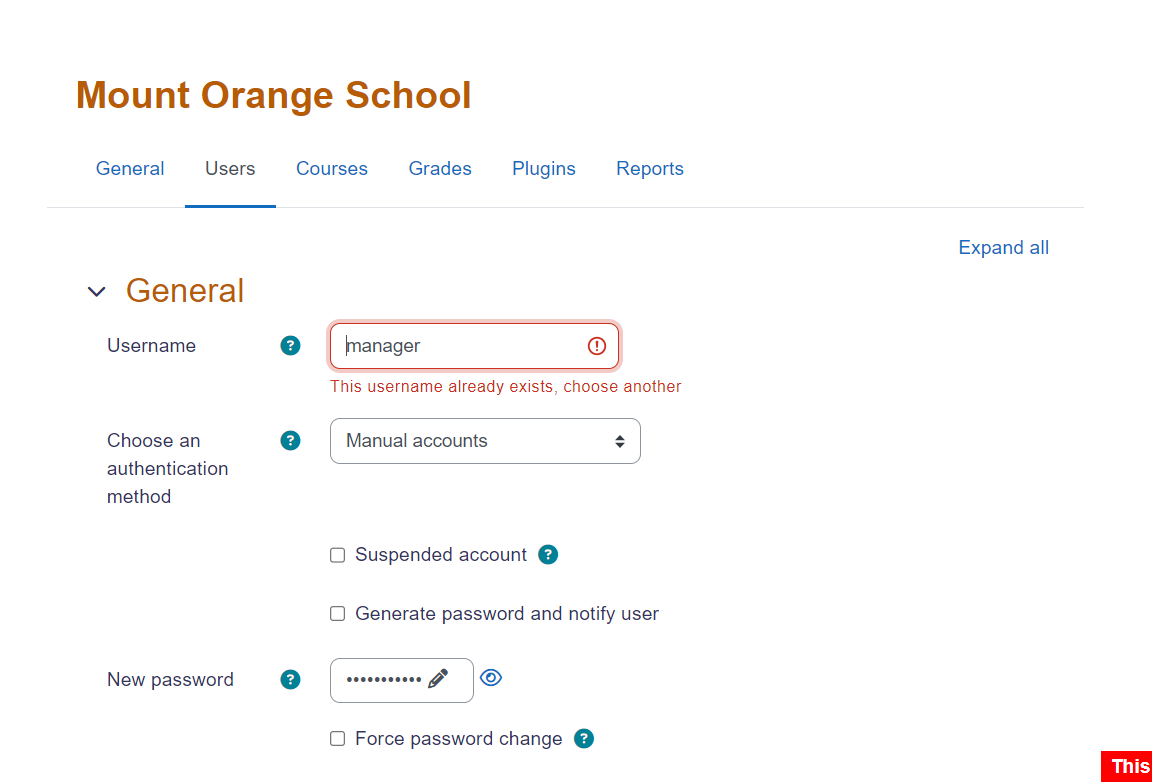 Mount Orange School
General Users Courses Grades Plugins Reports
Expand all
General
Username
manager
This username already exists, choose another
Choose an
authentication
method
Manual accounts
Suspended account
Generate password and notify user
New password
•••••••••••
Force password change
This